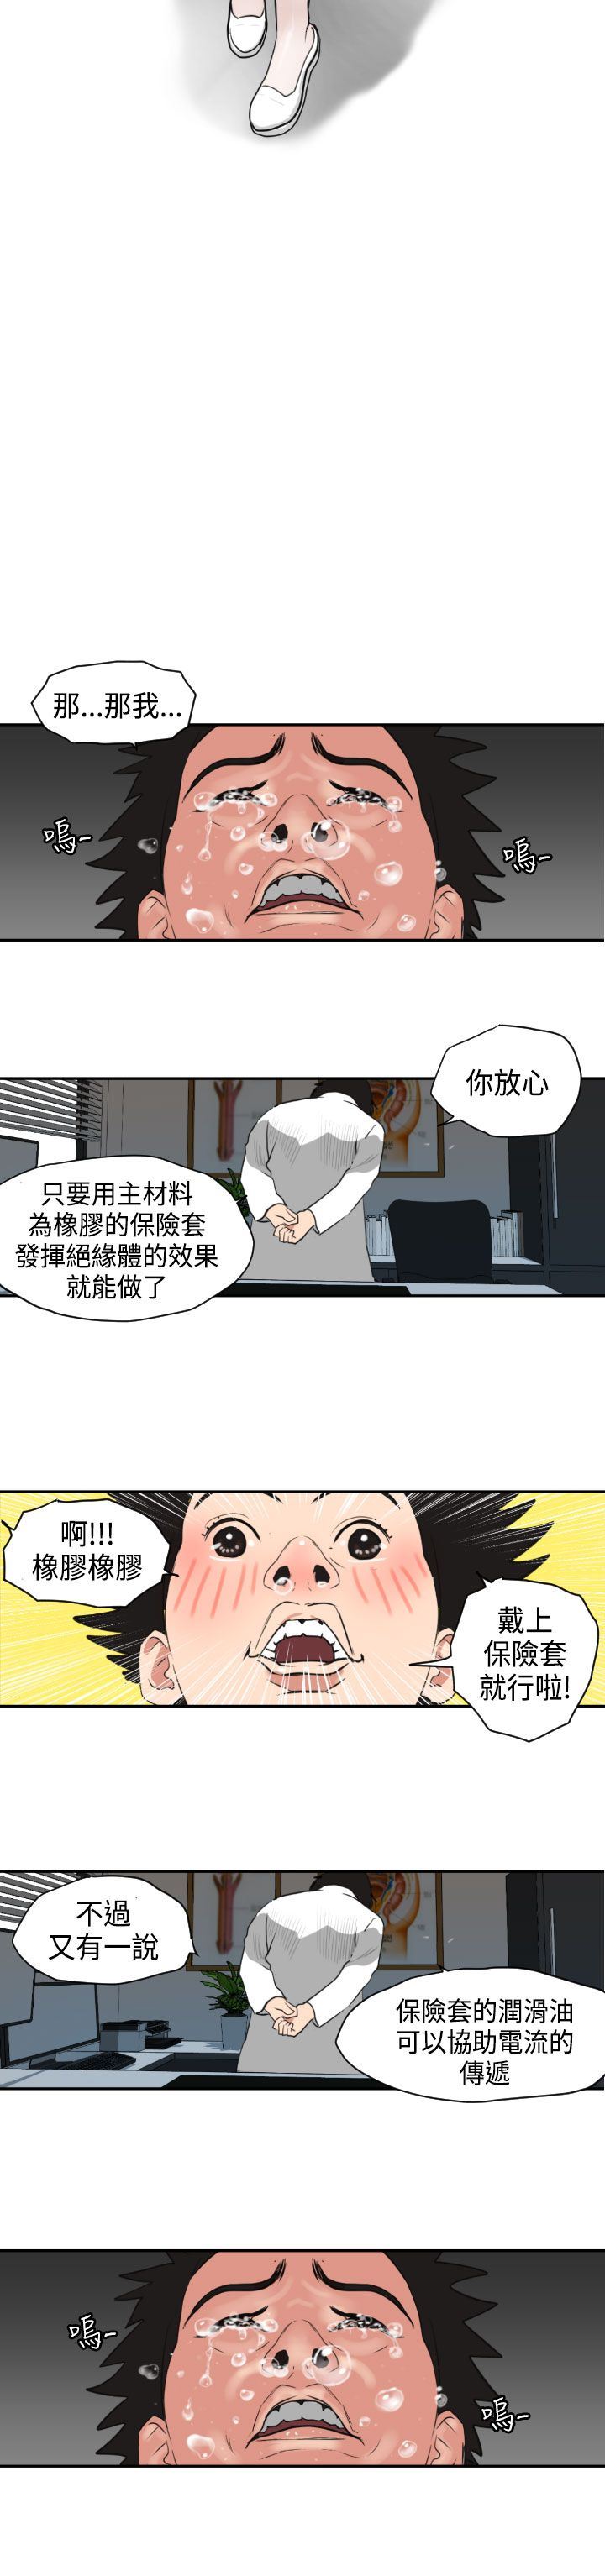 那...那我...
嗚~
嗚~
你放心
只要用主材料
為橡膠的保險套
發揮絕緣體的效果
就能做了
啊!!!
橡膠橡膠
戴上
保險套
就行啦!
不過
又有一說
保險套的潤滑油
可以協助電流的
傳遞
嗚~
嗚~